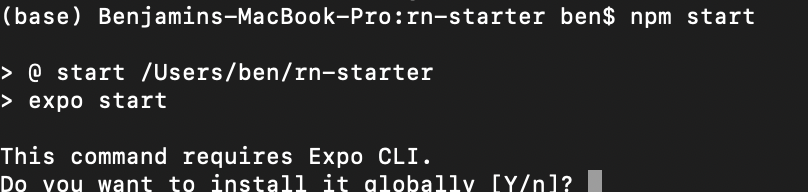 (base) Benjamins-MacBook-Pro:rn-starter ben$ npm start
> @ start /Users/ben/rn-starter
> expo start
This command requires Expo CLI.
Do you want to install it globally [Y/n]?